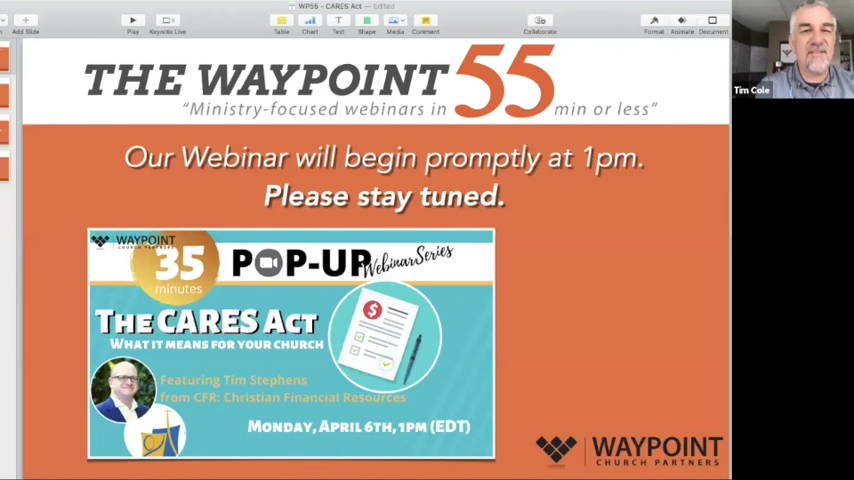 WP55 - CARES Act — Edited
Add Slide
Play
Keynote Live
Table
Chart
Text
Shape
Media
Comment
Collaborate
Format
Animate
Document
THE WAYPOINT 55
"Ministry-focused webinars in min or less"
Tim Cole
Our Webinar will begin promptly at 1pm.
Please stay tuned.
WAYPOINT
CHURCH PARTNERS
35
minutes
POP-UP Webinar Series
THE CARES ACT
WHAT IT MEANS FOR YOUR CHURCH
$
Featuring Tim Stephens
from CFR: Christian Financial Resources
MONDAY, APRIL 6TH, 1PM (EDT)
WAYPOINT
CHURCH PARTNERS